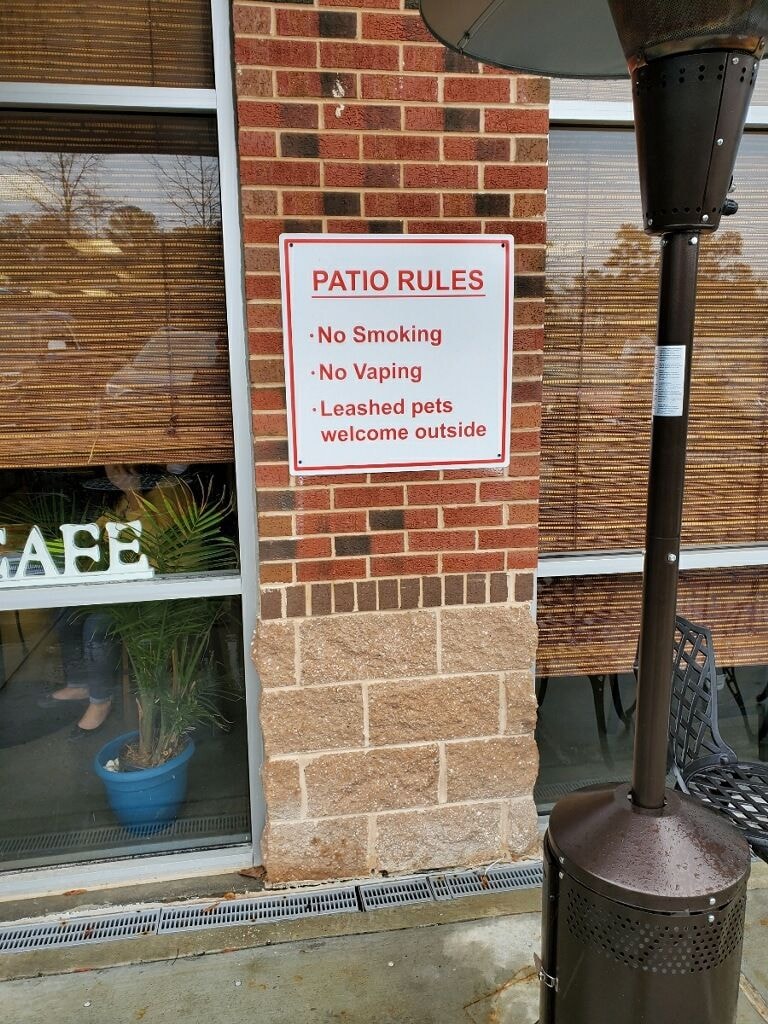 PATIO RULES
· No Smoking
· No Vaping
· Leashed pets
welcome outside
CAFE